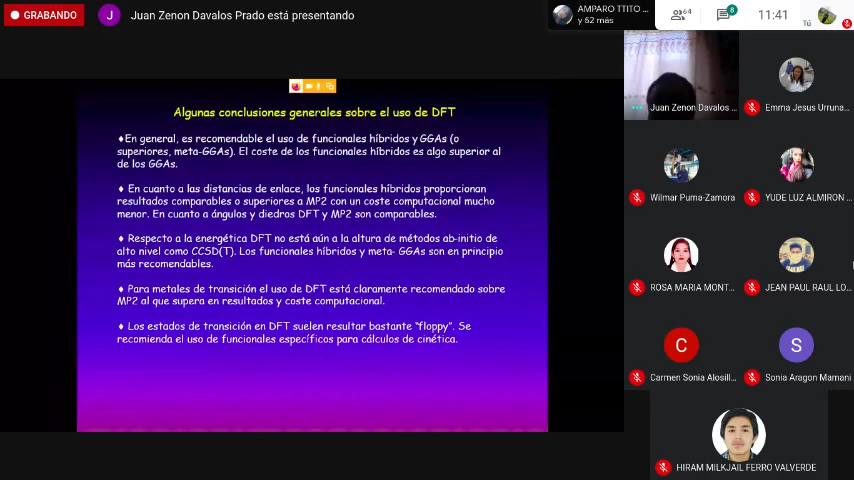 GRABANDO
J
Juan Zenon Davalos Prado está presentando
AMPARO TTITO ...
y 52 más
64
8
11:41
Tú
Algunas conclusiones generales sobre el uso de DFT
♦En general, es recomendable el uso de funcionales híbridos y GGAs (o
superiores, meta-GGAs). El coste de los funcionales híbridos es algo superior al
de los GGAs.
♦ En cuanto a las distancias de enlace, los funcionales híbridos proporcionan
resultados comparables o superiores a MP2 con un coste computacional mucho
menor. En cuanto a ángulos y diedros DFT y MP2 son comparables.
♦ Respecto a la energética DFT no está aún a la altura de métodos ab-initio de
alto nivel como CCSD(T). Los funcionales híbridos y meta- GGAs son en principio
más recomendables.
♦ Para metales de transición el uso de DFT está claramente recomendado sobre
MP2 al que supera en resultados y coste computacional.
♦ Los estados de transición en DFT suelen resultar bastante "floppy". Se
recomienda el uso de funcionales específicos para cálculos de cinética.
Juan Zenon Davalos ...
Emma Jesus Urruna...
Wilmar Puma-Zamora
YUDE LUZ ALMIRON ...
ROSA MARIA MONT...
JEAN PAUL RAUL LO...
C
S
Carmen Sonia Alosill...
Sonia Aragon Mamani
HIRAM MILKJAIL FERRO VALVERDE